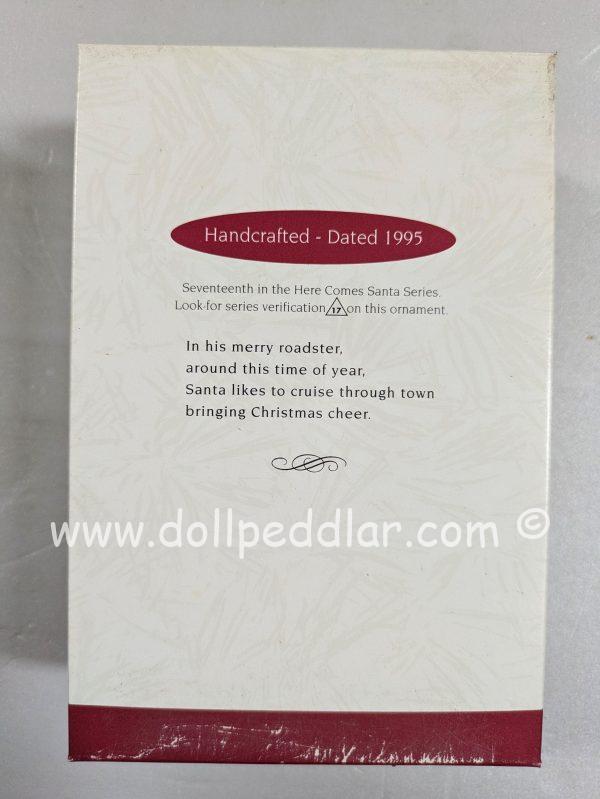 Handcrafted - Dated 1995
Seventeenth in the Here Comes Santa Series.
Look for series verification 17 on this ornament.
In his merry roadster,
around this time of year,
Santa likes to cruise through town
bringing Christmas cheer.
www.dollpeddlar.com ©